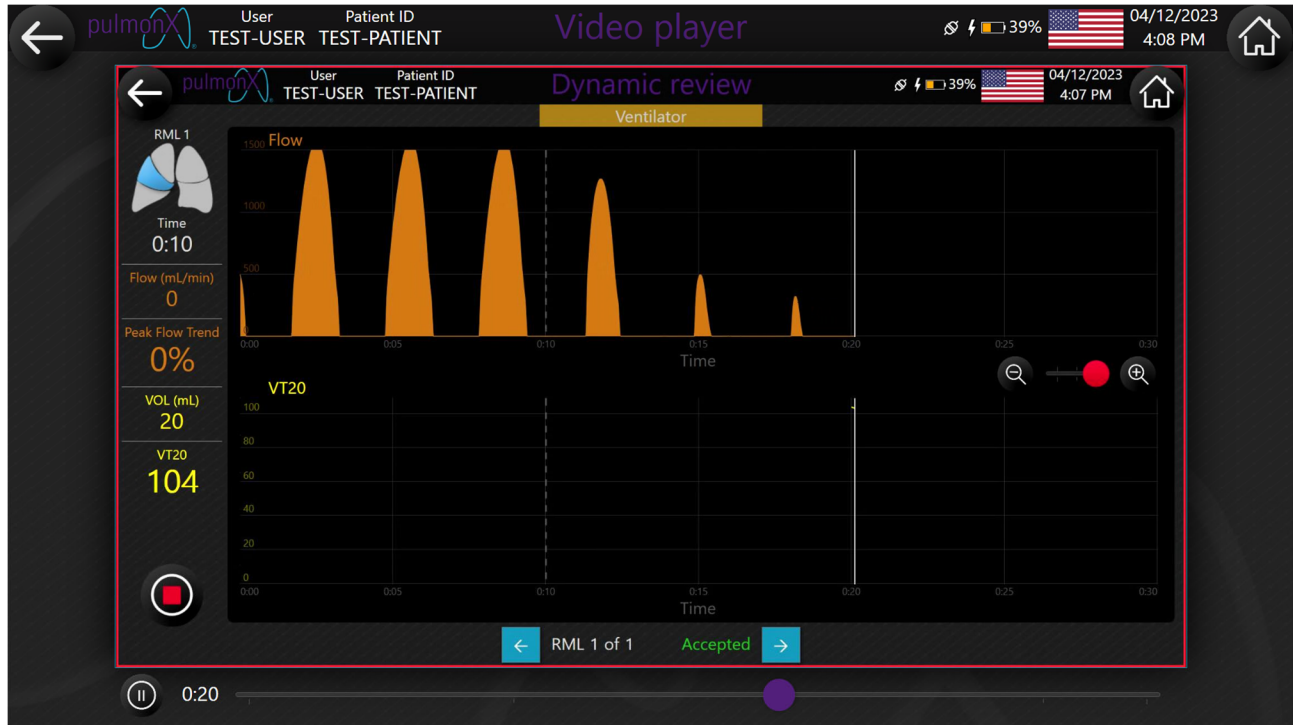 pulmonX User Patient ID Video player 39% 04/12/2023
TEST-USER TEST-PATIENT 4:08 PM
pulmonX User Patient ID Dynamic review 39% 04/12/2023
TEST-USER TEST-PATIENT 4:07 PM
Ventilator
RML 1
Time
0:10
Flow (mL/min)
0
Peak Flow Trend
0%
VOL (mL)
20
VT20
104
Flow
1500
1000
500
0
0:00 0:05 0:10 0:15 0:20 0:25 0:30
Time
VT20
100
80
60
40
20
0
0:00 0:05 0:10 0:15 0:20 0:25 0:30
Time
RML 1 of 1 Accepted
0:20